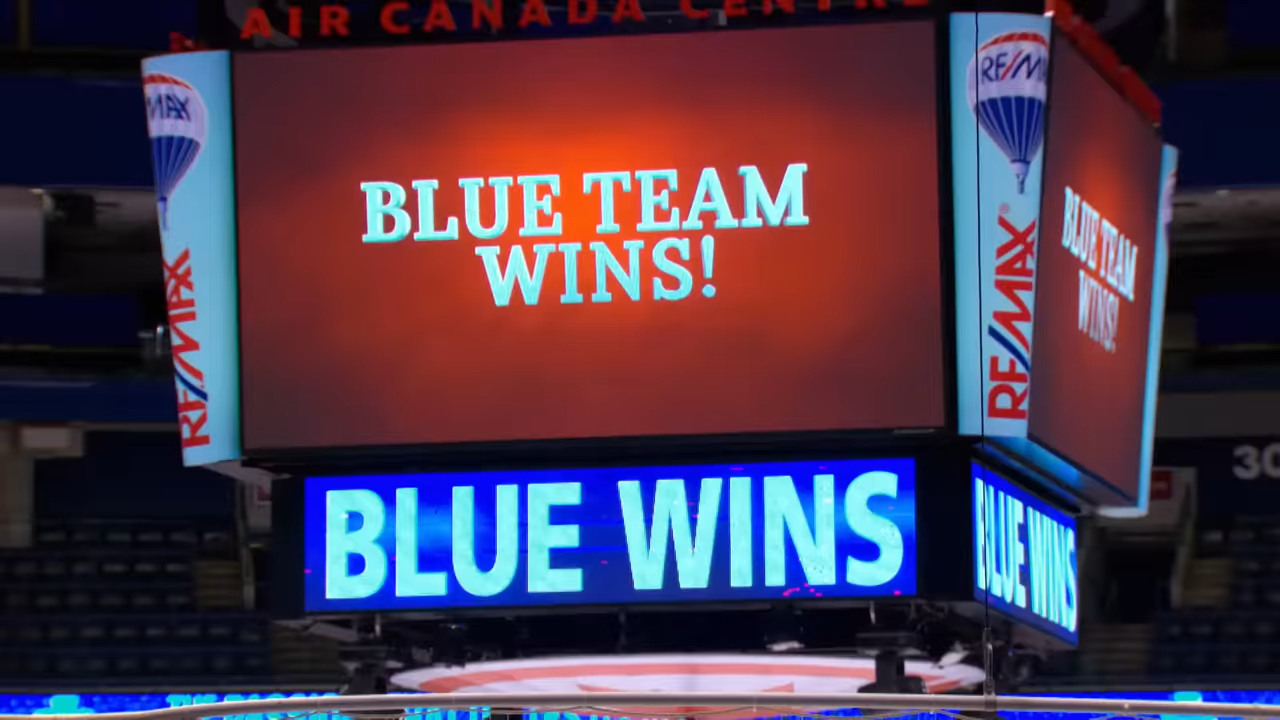 AIR CANADA CENTRE
MAX
RE/MAX
BLUE TEAM
WINS!
RE/MAX
RE/MAX
BLUE TEAM
WINS!
BLUE WINS
BLUE WINS
30